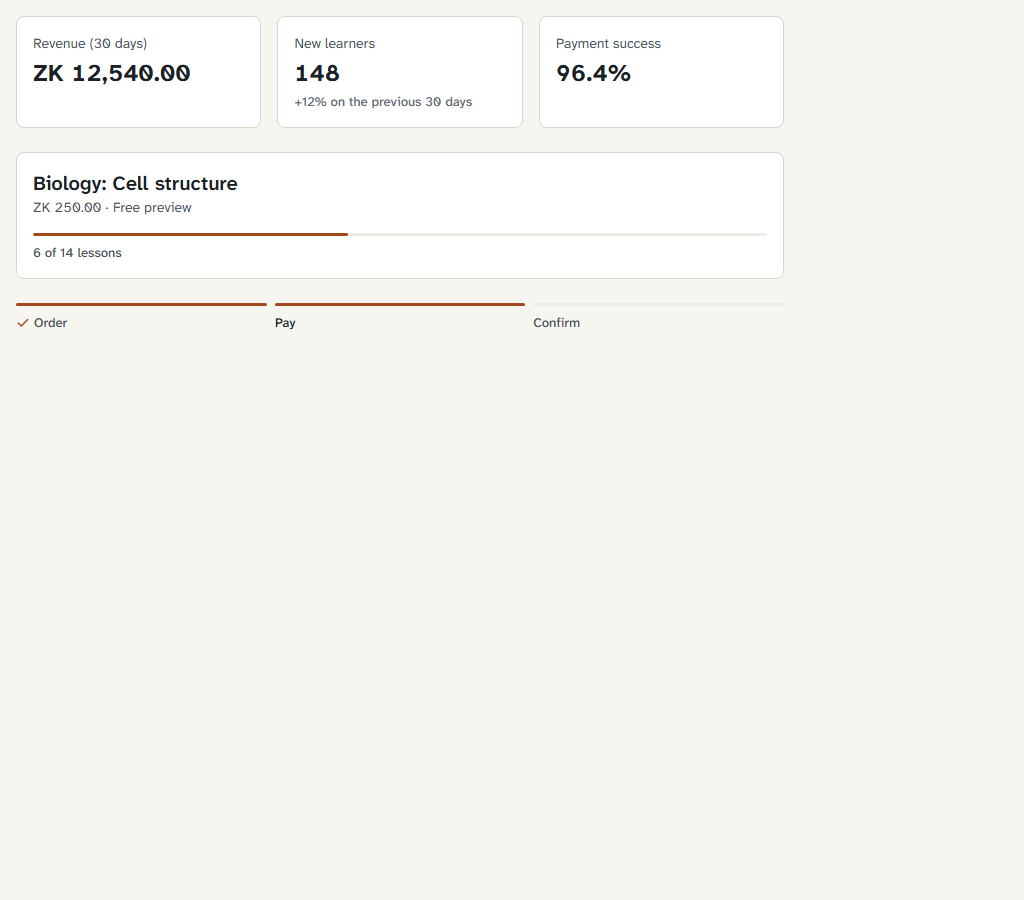 Revenue (30 days)
ZK 12,540.00
New learners
148
+12% on the previous 30 days
Payment success
96.4%
Biology: Cell structure
ZK 250.00 · Free preview
6 of 14 lessons
Order
Pay
Confirm